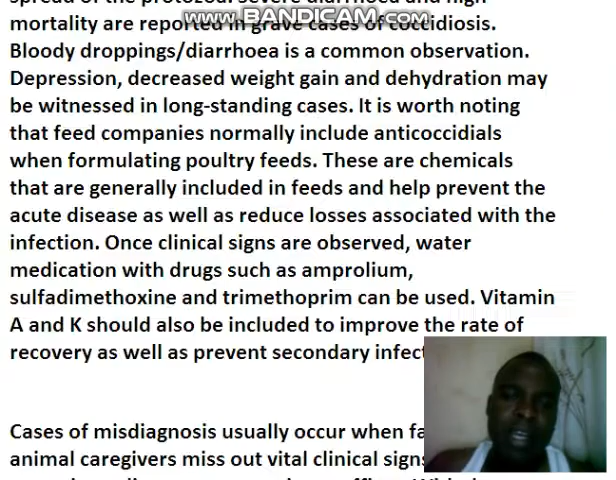 www.BANDICAM.com
mortality are reported in grave cases of coccidiosis.
Bloody droppings/diarrhoea is a common observation.
Depression, decreased weight gain and dehydration may
be witnessed in long-standing cases. It is worth noting
that feed companies normally include anticoccidials
when formulating poultry feeds. These are chemicals
that are generally included in feeds and help prevent the
acute disease as well as reduce losses associated with the
infection. Once clinical signs are observed, water
medication with drugs such as amprolium,
sulfadimethoxine and trimethoprim can be used. Vitamin
A and K should also be included to improve the rate of
recovery as well as prevent secondary
Cases of misdiagnosis usually occur when
animal caregivers miss out vital clinical signs